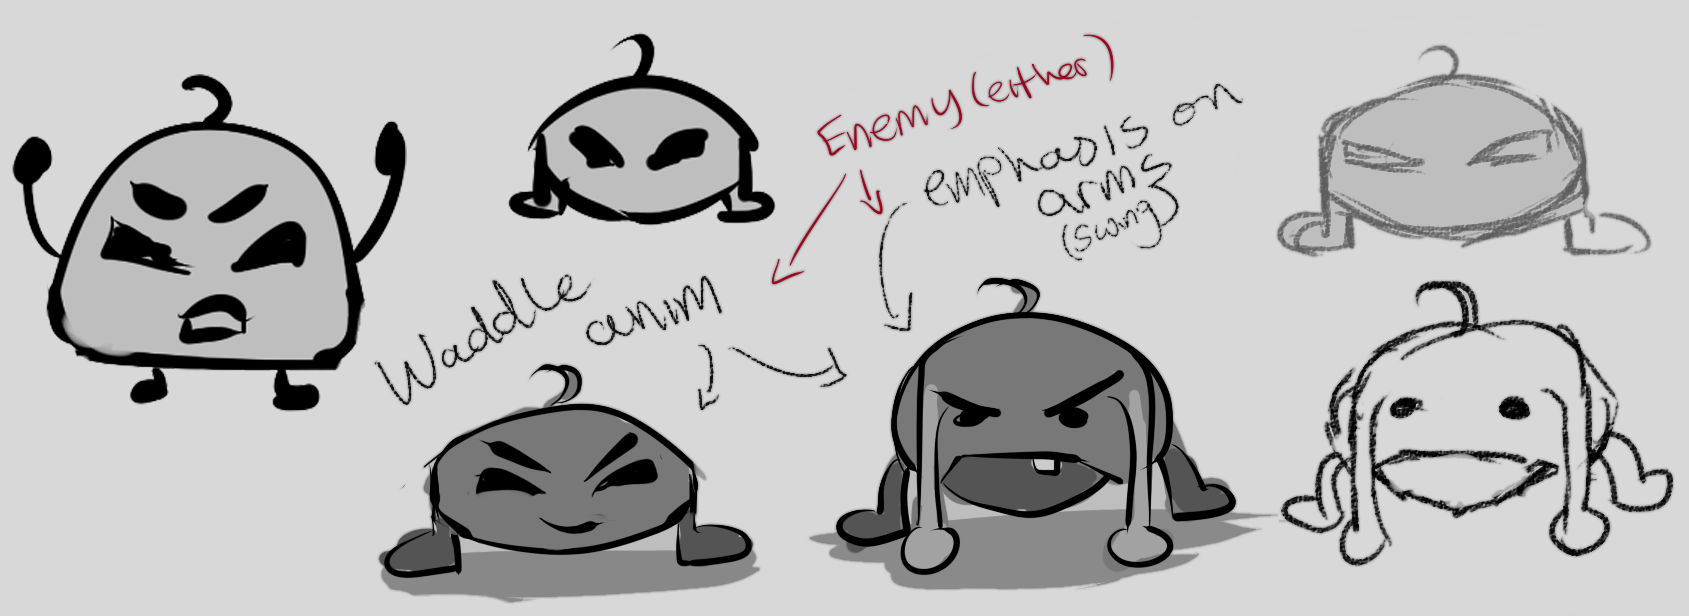 Enemy (either)
emphasis on
arms
(swing)
Waddle
anim